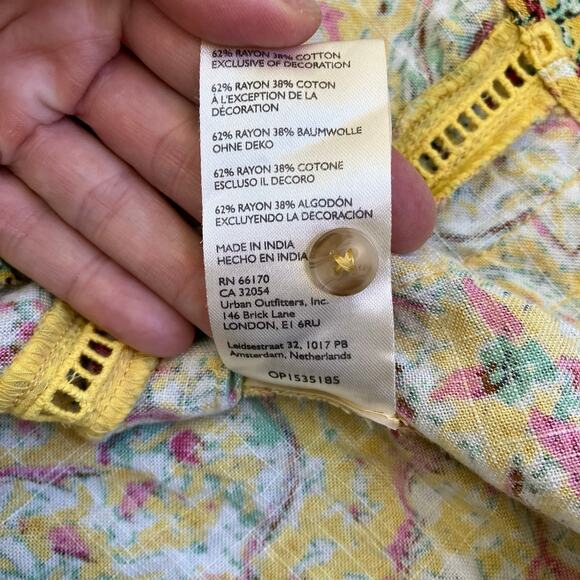 62% RAYON 38% COTTON
EXCLUSIVE OF DECORATION
62% RAYON 38% COTON
À L'EXCEPTION DE LA
DÉCORATION
62% RAYON 38% BAUMWOLLE
OHNE DEKO
62% RAYON 38% COTONE
ESCLUSO IL DECORO
62% RAYON 38% ALGODÓN
EXCLUYENDO LA DECORACIÓN
MADE IN INDIA
HECHO EN INDIA
RN 66170
CA 32054
Urban Outfitters, Inc.
146 Brick Lane
LONDON, E1 6RU
Leidsestraat 32, 1017 PB
Amsterdam, Netherlands
OP1535185